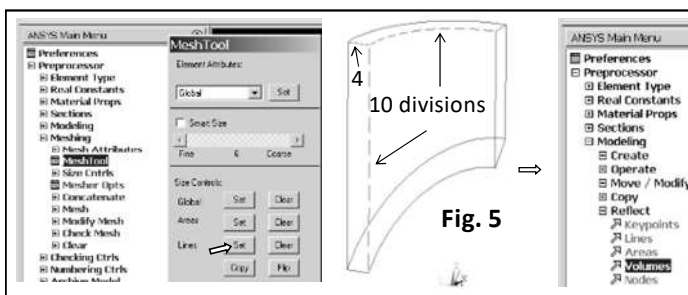 ANSYS Main Menu
Preferences
Preprocessor
Element Type
Real Constants
Material Props
Sections
Modeling
Meshing
Mesh Attributes
MeshTool
Size Cntrls
Mesher Opts
Concatenate
Mesh
Modify Mesh
Check Mesh
Clear
Checking Ctrls
Numbering Ctrls
Archive Model
MeshTool
Element Attributes:
Global
Set
Smart Size
Fine 6 Coarse
Size Controls:
Global Set Clear
Areas Set Clear
Lines Set Clear
Copy Flip
4
10 divisions
Fig. 5
ANSYS Main Menu
Preferences
Preprocessor
Element Type
Real Constants
Material Props
Sections
Modeling
Create
Operate
Move / Modify
Copy
Reflect
Keypoints
Lines
Areas
Volumes
Nodes